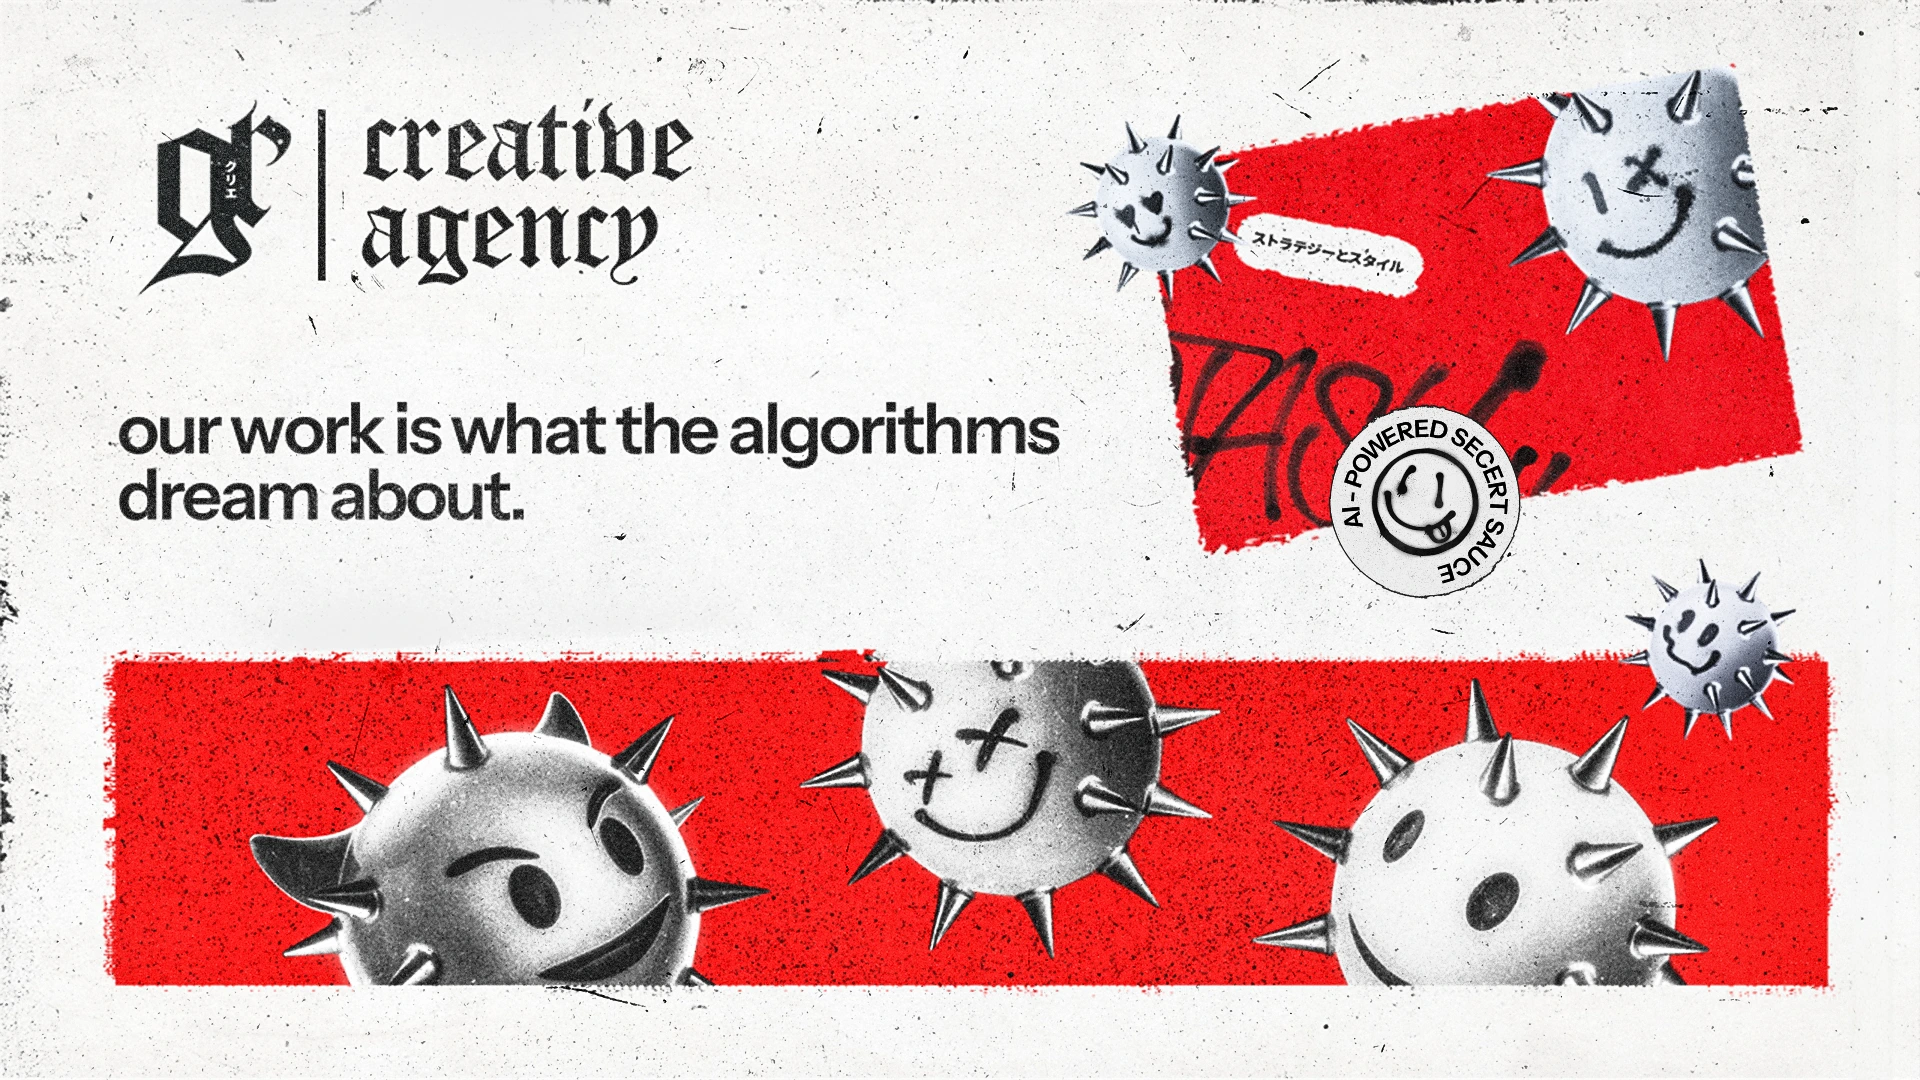 gr
クリエ
creative
agency
ストラテジーとスタイル
our work is what the algorithms
dream about.
AI - POWERED SECERT SAUCE